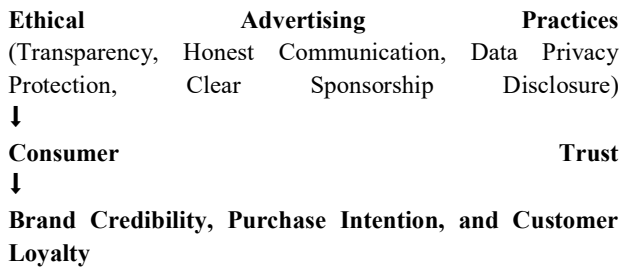 Ethical Advertising Practices
(Transparency, Honest Communication, Data Privacy
Protection, Clear Sponsorship Disclosure)
⬇
Consumer Trust
⬇
Brand Credibility, Purchase Intention, and Customer
Loyalty